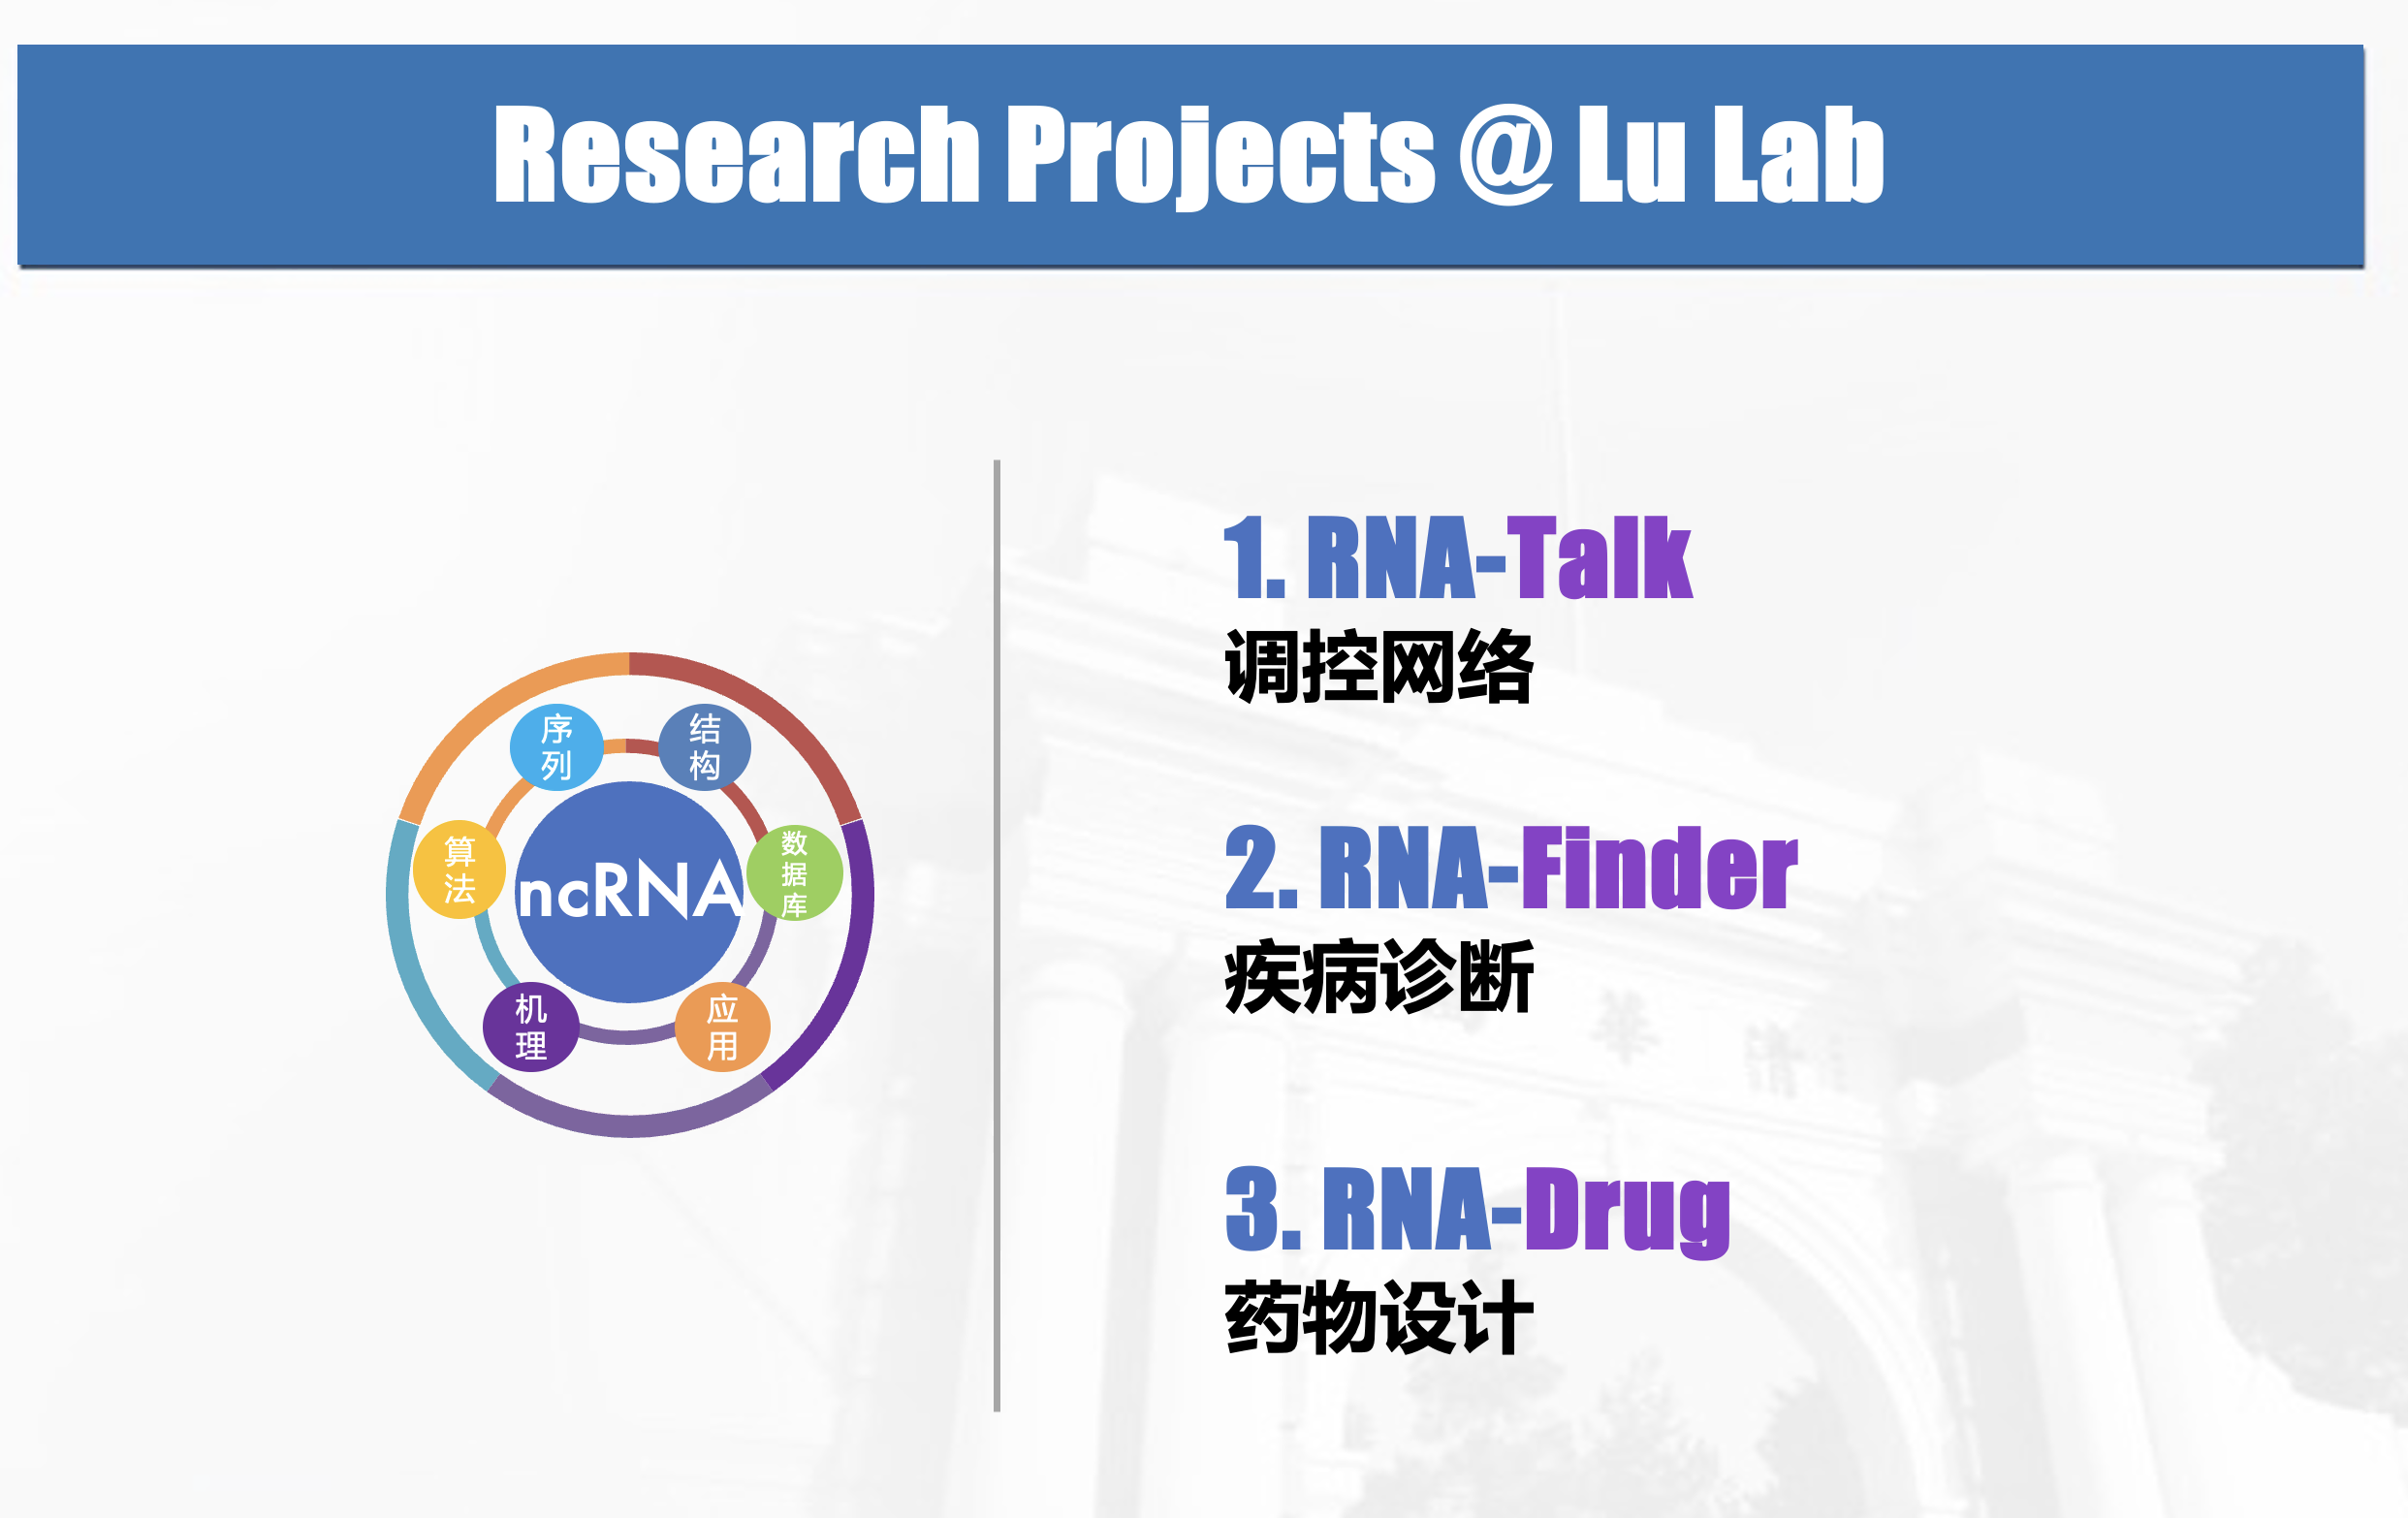 Research Projects @ Lu Lab
序
列
结
构
算
法
ncRNA
数
据
库
机
理
应
用
1. RNA-Talk
调控网络
2. RNA-Finder
疾病诊断
3. RNA-Drug
药物设计
華
清